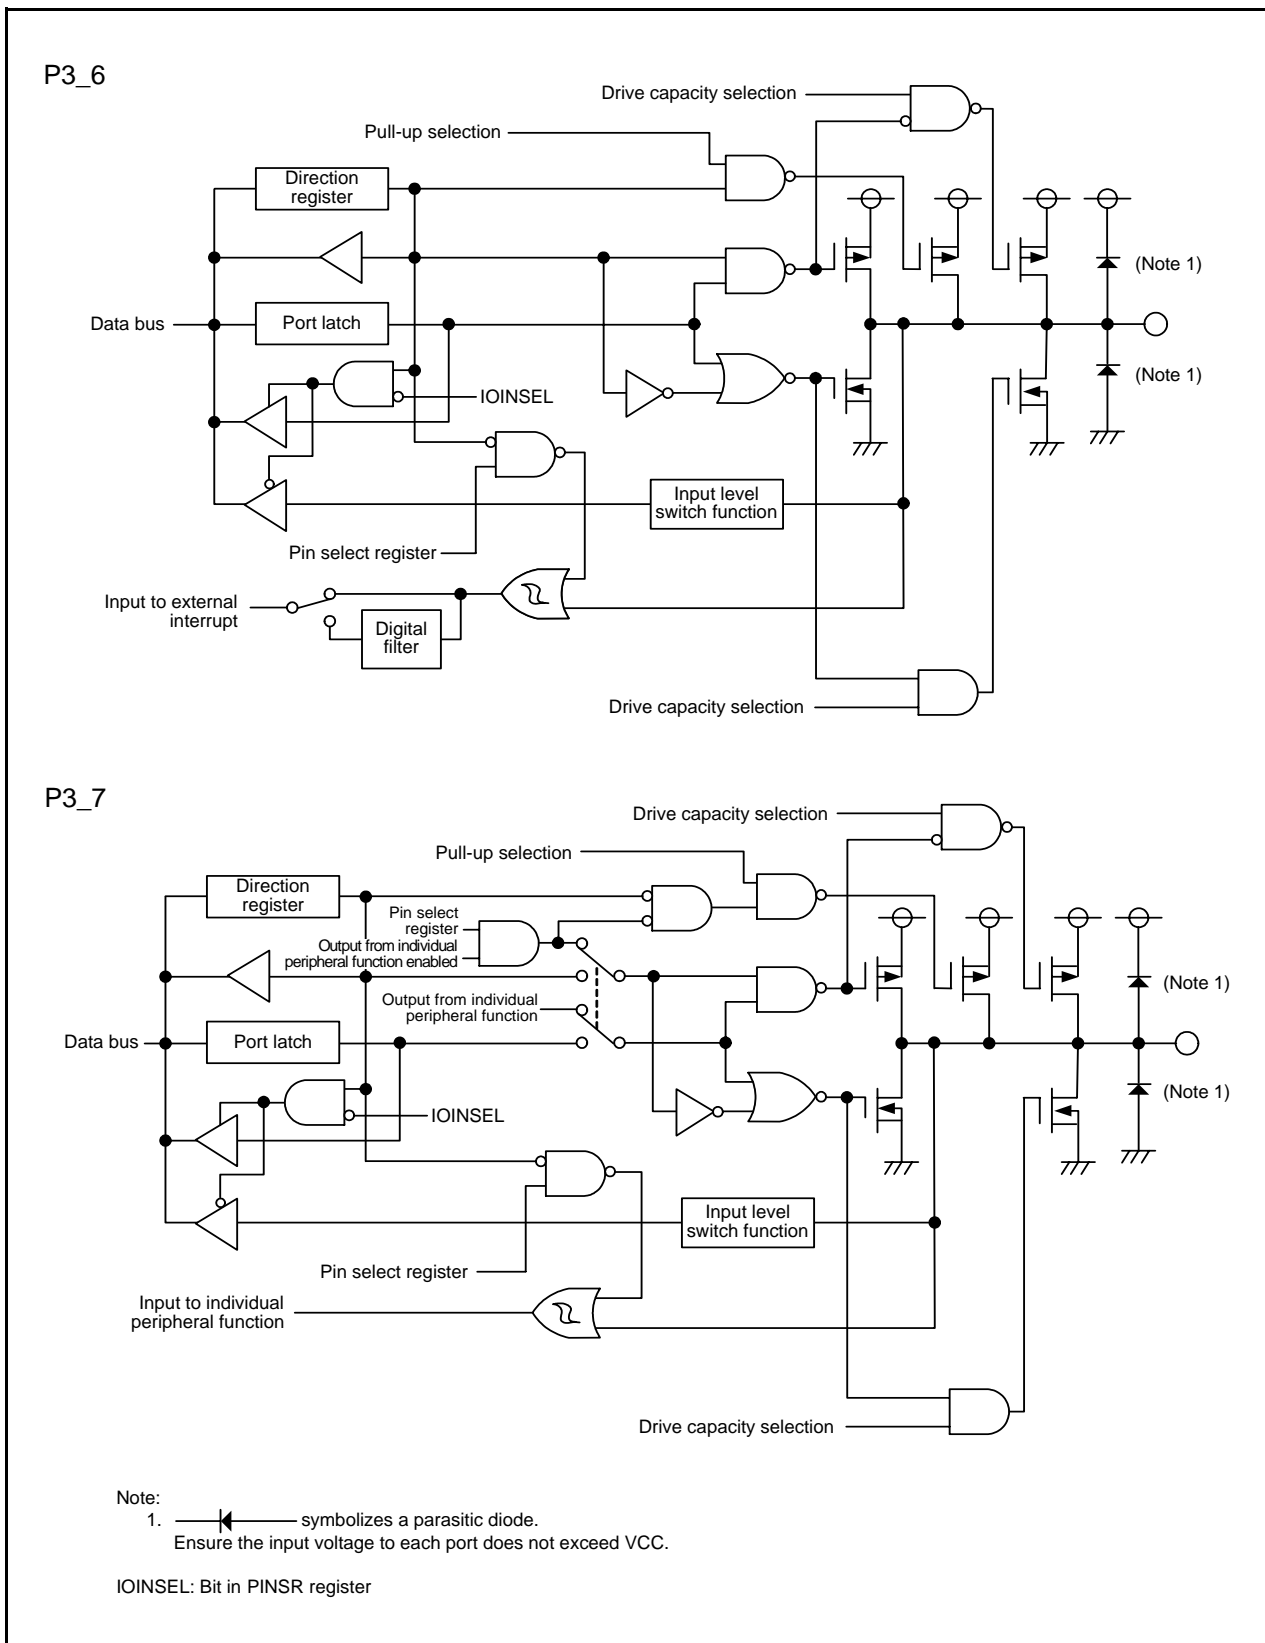 P3_6
Drive capacity selection
Pull-up selection
Direction
register
(Note 1)
Data bus
Port latch
(Note 1)
IOINSEL
Input level
switch function
Pin select register
Input to external
interrupt
Digital
filter
Drive capacity selection
P3_7
Drive capacity selection
Pull-up selection
Direction
register
Pin select
register
Output from individual
peripheral function enabled
(Note 1)
Output from individual
peripheral function
Data bus
Port latch
(Note 1)
IOINSEL
Input level
switch function
Pin select register
Input to individual
peripheral function
Drive capacity selection
Note:
1. symbolizes a parasitic diode.
Ensure the input voltage to each port does not exceed VCC.
IOINSEL: Bit in PINSR register